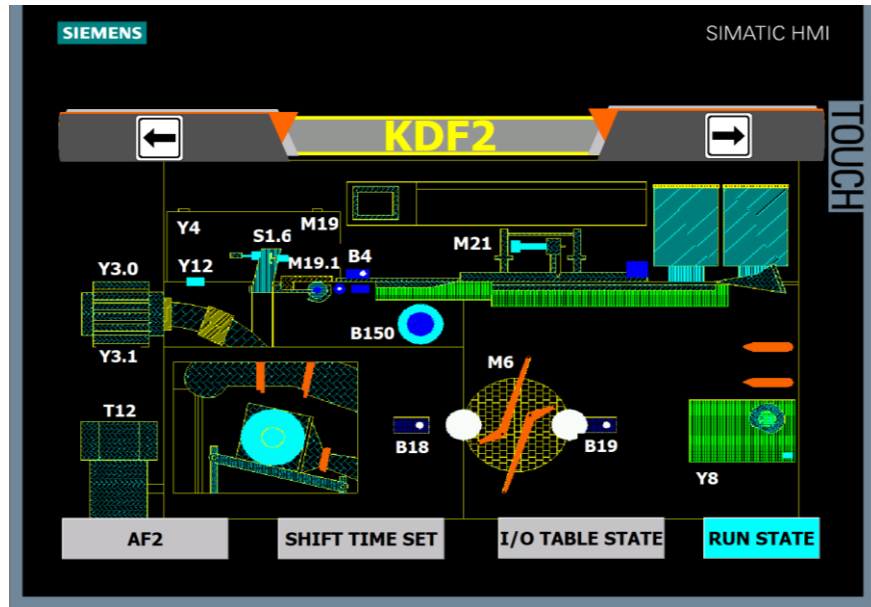 SIEMENS
SIMATIC HMI
TOUCH
KDF2
Y4
M19
S1.6
M21
B4
Y12
M19.1
Y3.0
B150
Y3.1
M6
T12
B18
B19
Y8
AF2
SHIFT TIME SET
I/O TABLE STATE
RUN STATE